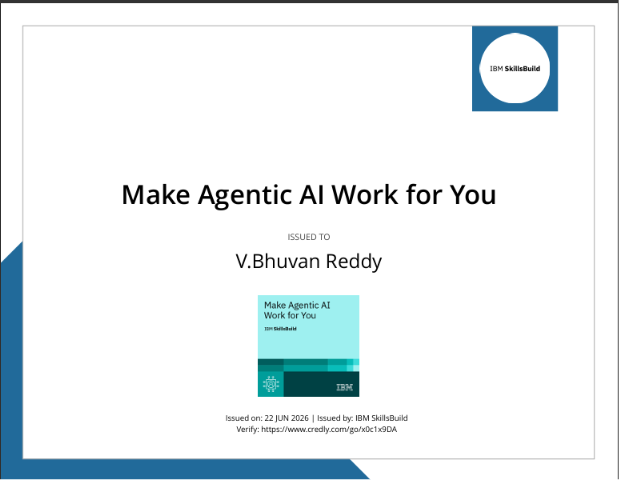 IBM SkillsBuild
Make Agentic AI Work for You
ISSUED TO
V.Bhuvan Reddy
Make Agentic AI
Work for You
IBM SkillsBuild
IBM
Issued on: 22 JUN 2026 | Issued by: IBM SkillsBuild
Verify: https://www.credly.com/go/x0c1x9DA